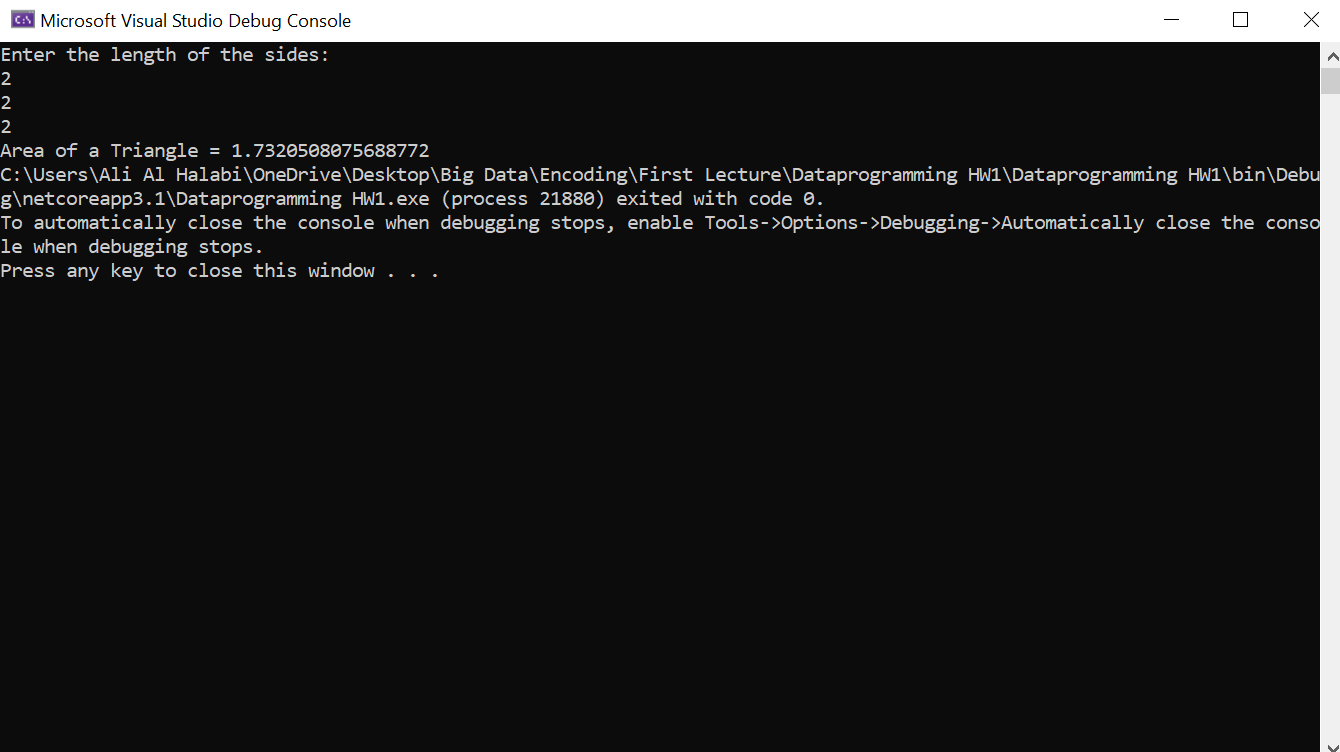 Microsoft Visual Studio Debug Console
Enter the length of the sides:
2
2
2
Area of a Triangle = 1.7320508075688772
C:\Users\Ali Al Halabi\OneDrive\Desktop\Big Data\Encoding\First Lecture\Dataprogramming HW1\Dataprogramming HW1\bin\Debu
g\netcoreapp3.1\Dataprogramming HW1.exe (process 21880) exited with code 0.
To automatically close the console when debugging stops, enable Tools->Options->Debugging->Automatically close the conso
le when debugging stops.
Press any key to close this window . . .